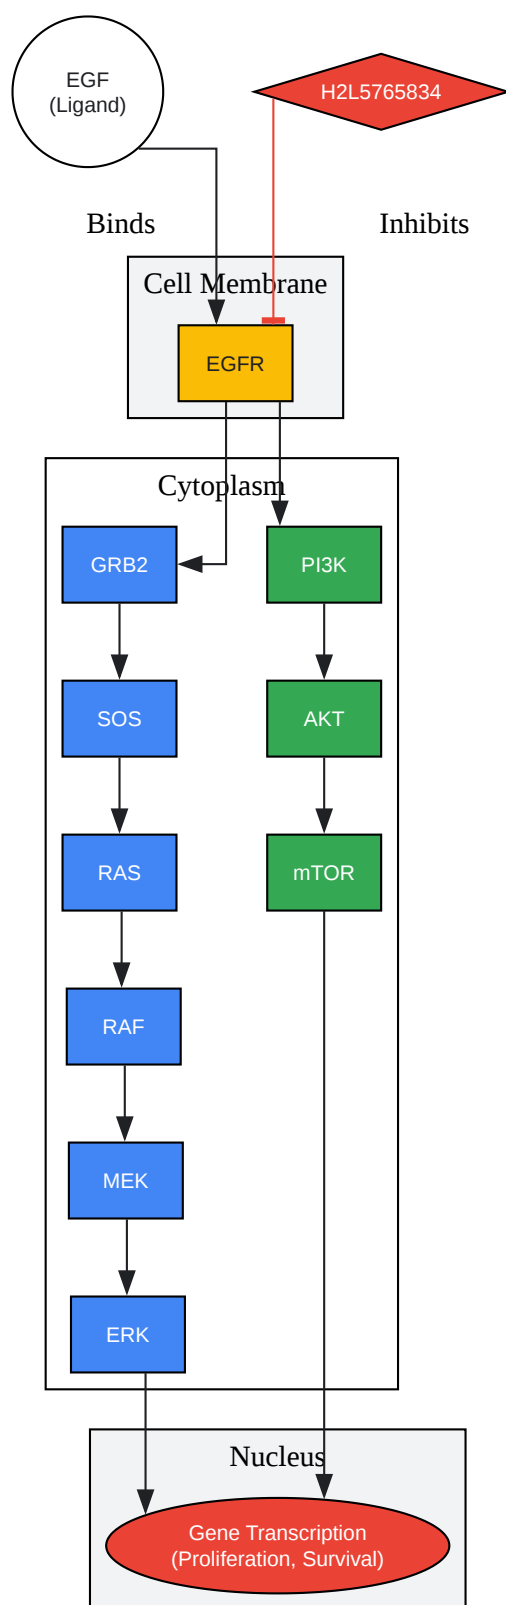 EGF
(Ligand)
H2L5765834
Binds
Inhibits
Cell Membrane
EGFR
Cytoplasm
GRB2
PI3K
SOS
AKT
RAS
mTOR
RAF
MEK
ERK
Nucleus
Gene Transcription
(Proliferation, Survival)